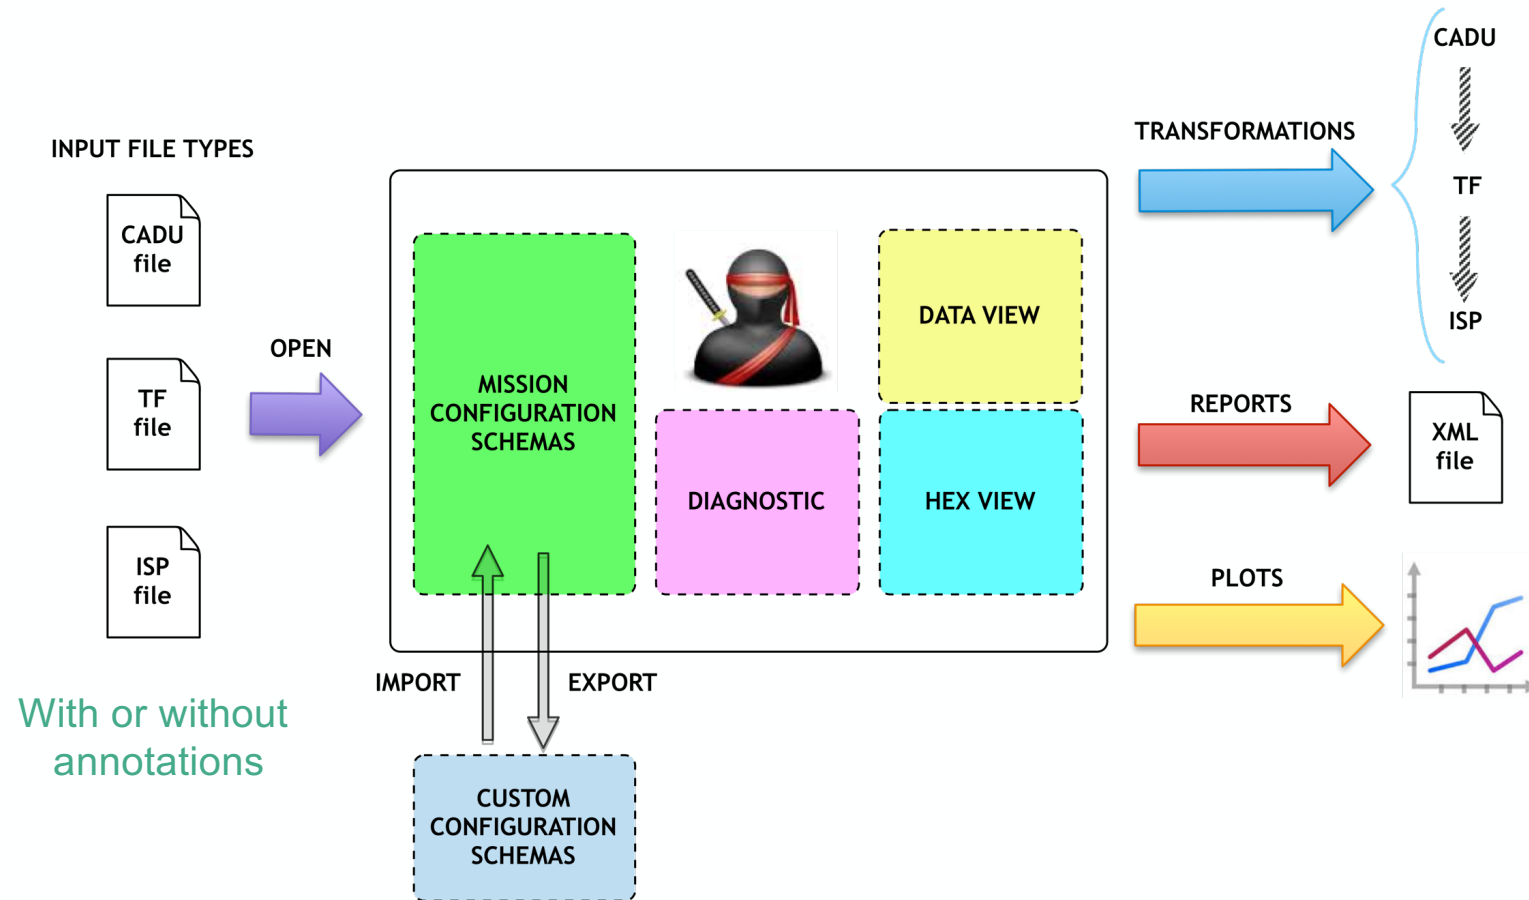 INPUT FILE TYPES
CADU
file
TF
file
ISP
file
With or without
annotations
OPEN
MISSION
CONFIGURATION
SCHEMAS
DIAGNOSTIC
DATA VIEW
HEX VIEW
IMPORT
EXPORT
CUSTOM
CONFIGURATION
SCHEMAS
TRANSFORMATIONS
CADU
TF
ISP
REPORTS
XML
file
PLOTS